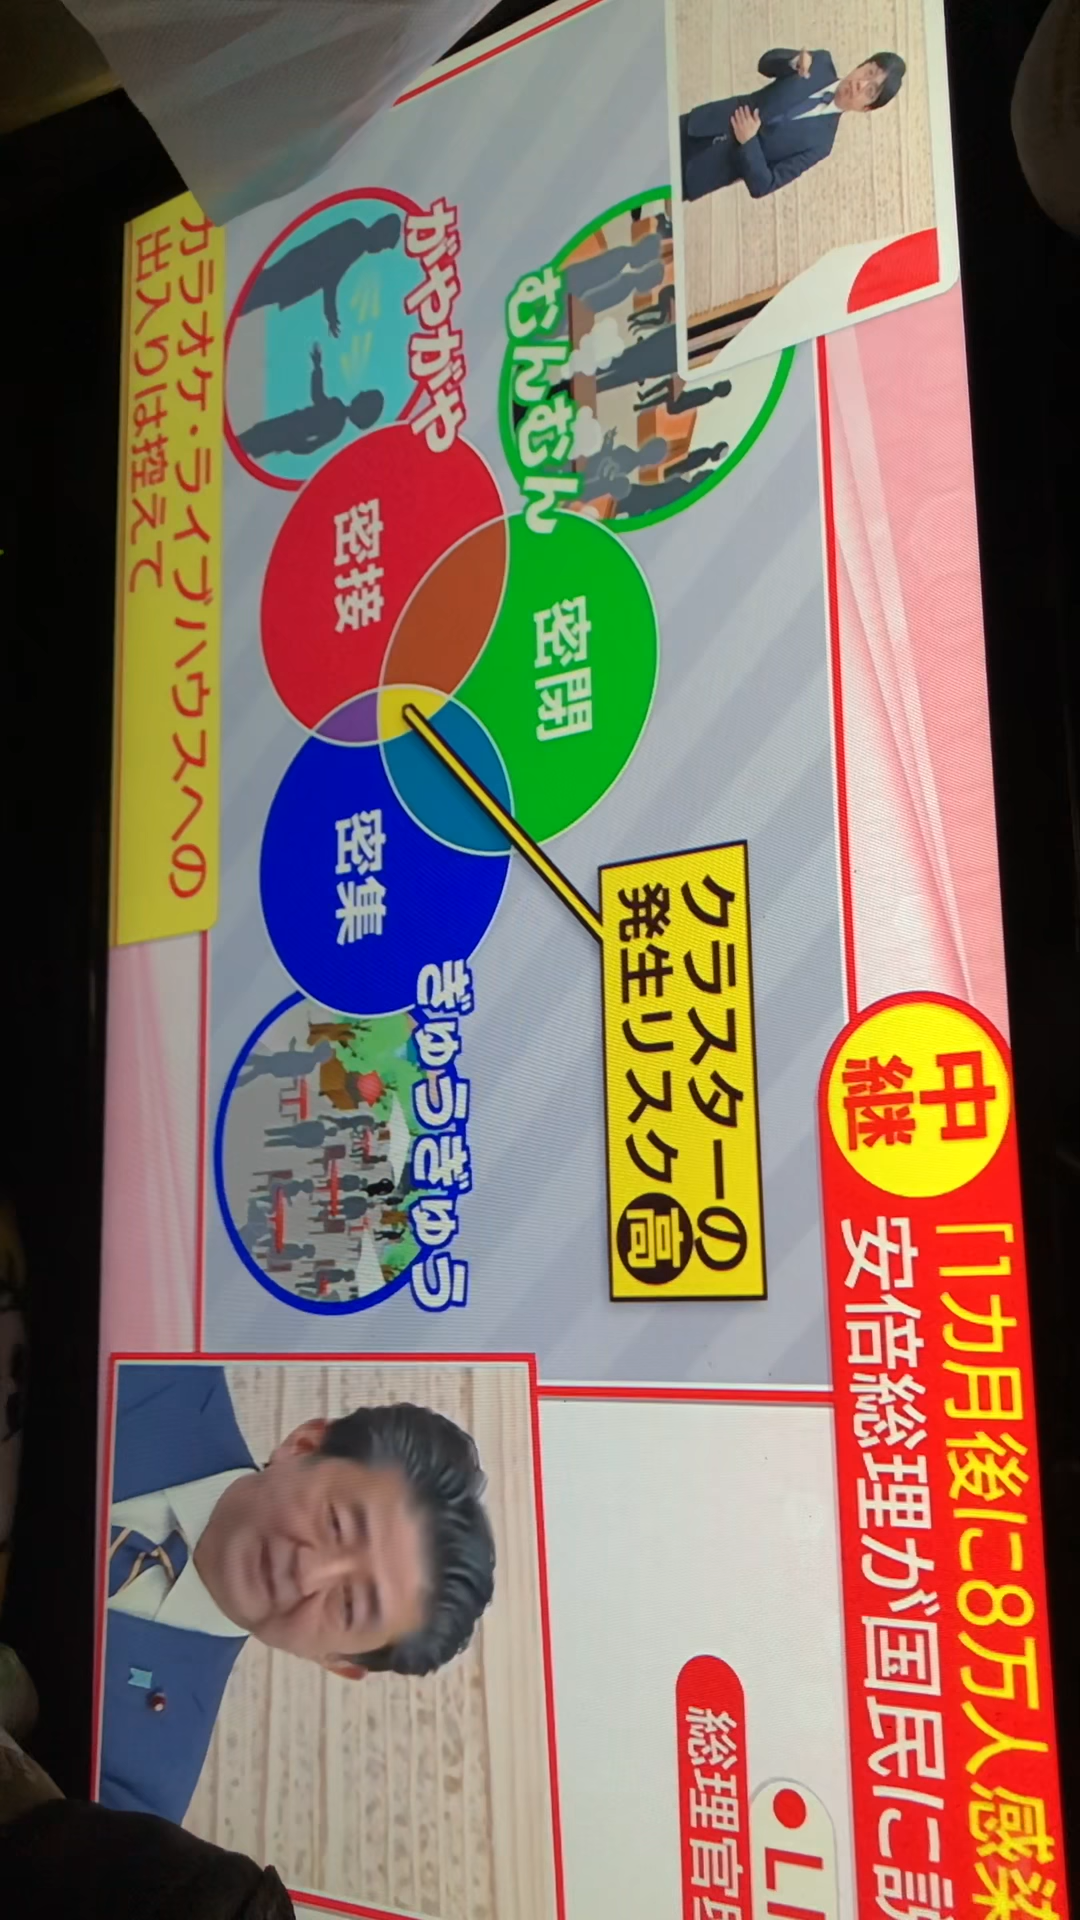 中継
「1カ月後に8万人感染
安倍総理が国民に
LI
総理官
クラスターの
発生リスク高
むんむん
密閉
がやがや
密接
密集
ぎゅうぎゅう
カラオケ・ライブハウスへの
出入りは控えて